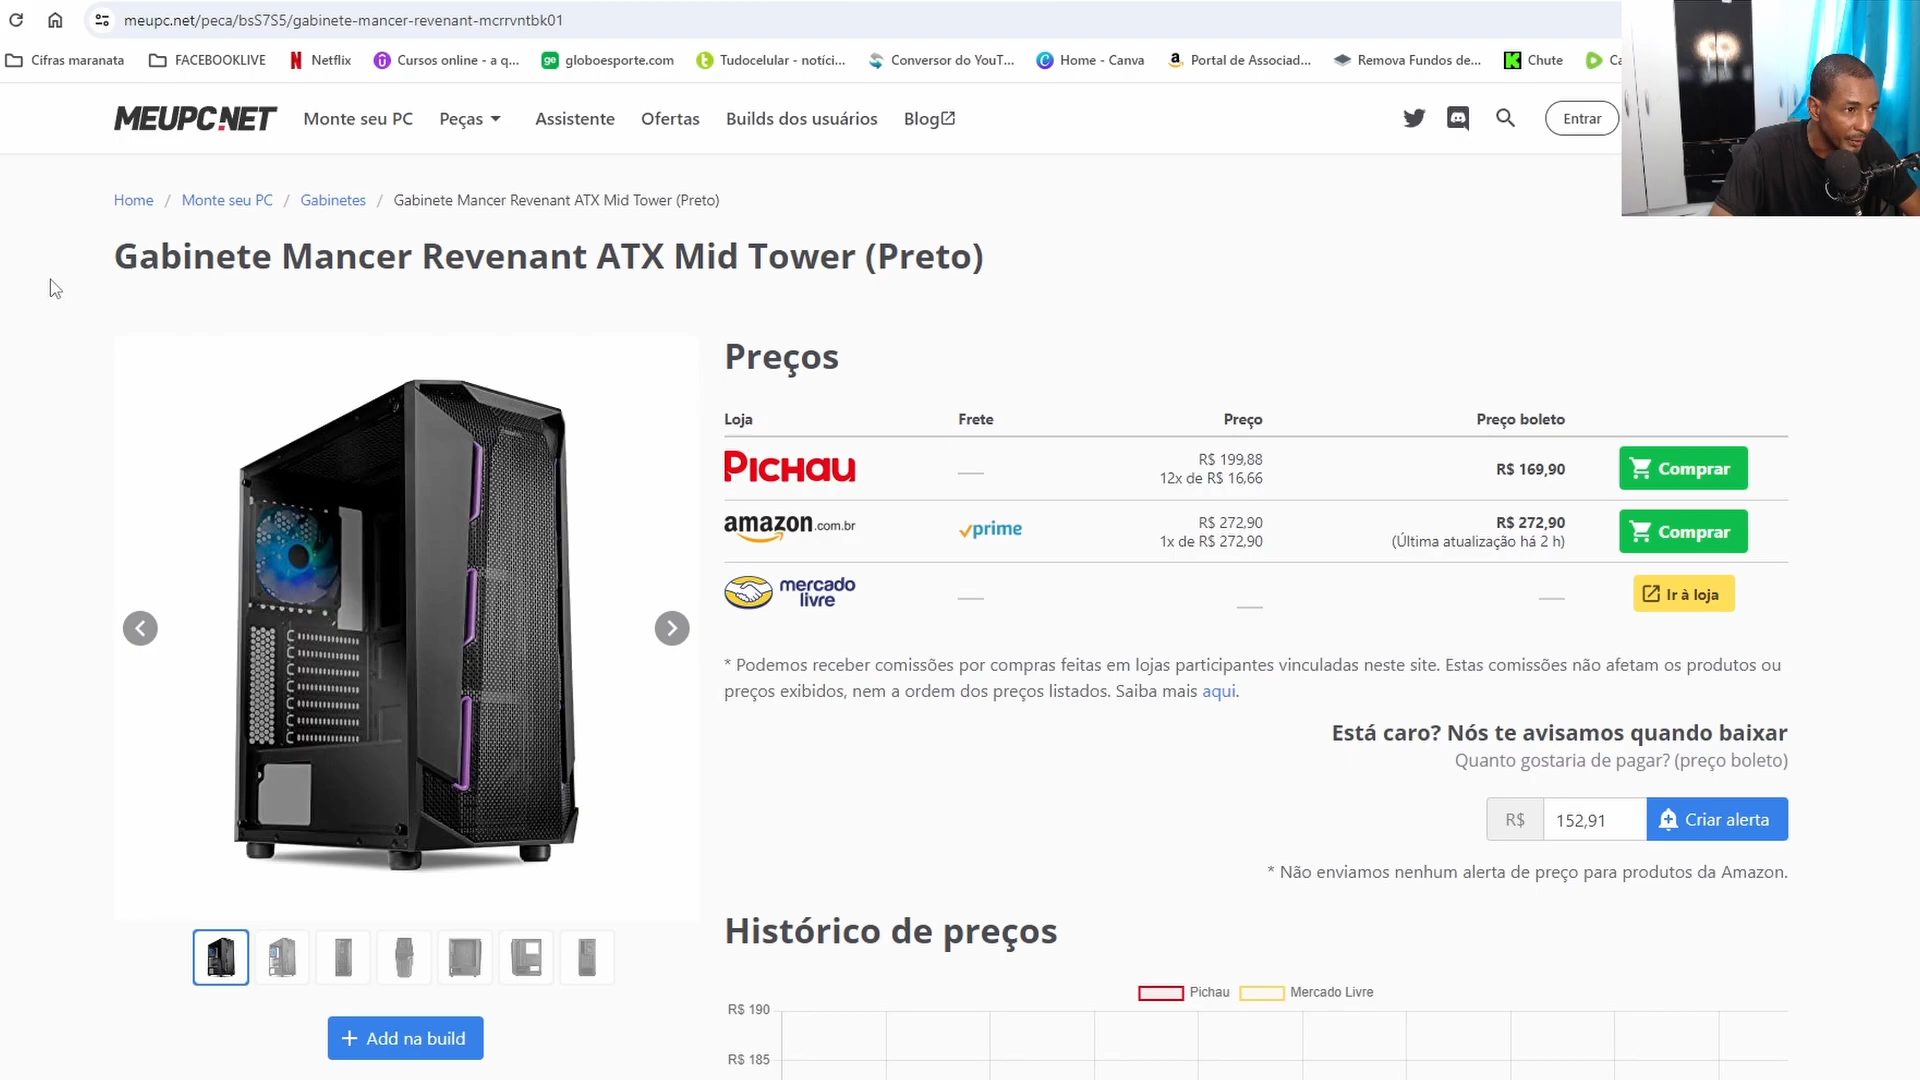 meupc.net/peca/bsS7S5/gabinete-mancer-revenant-mcrrvntbk01
Cifras maranata
FACEBOOKLIVE
Netflix
Cursos online - a q...
globoesporte.com
Tudocelular - notíci...
Conversor do YouT...
Home - Canva
Portal de Associad...
Remova Fundos de...
Chute
MEUPC.NET
Monte seu PC
Peças
Assistente
Ofertas
Builds dos usuários
Blog
Entrar
Home / Monte seu PC / Gabinetes / Gabinete Mancer Revenant ATX Mid Tower (Preto)
Gabinete Mancer Revenant ATX Mid Tower (Preto)
Preços
Loja Frete Preço Preço boleto
PICHAU — R$ 199,88 R$ 169,90 Comprar
12x de R$ 16,66
amazon.com.br prime R$ 272,90 R$ 272,90 Comprar
1x de R$ 272,90 (Última atualização há 2 h)
mercado livre — — — Ir à loja
* Podemos receber comissões por compras feitas em lojas participantes vinculadas neste site. Estas comissões não afetam os produtos ou
preços exibidos, nem a ordem dos preços listados. Saiba mais aqui.
Está caro? Nós te avisamos quando baixar
Quanto gostaria de pagar? (preço boleto)
R$ 152,91 Criar alerta
* Não enviamos nenhum alerta de preço para produtos da Amazon.
Histórico de preços
Pichau Mercado Livre
R$ 190
R$ 185
+ Add na build